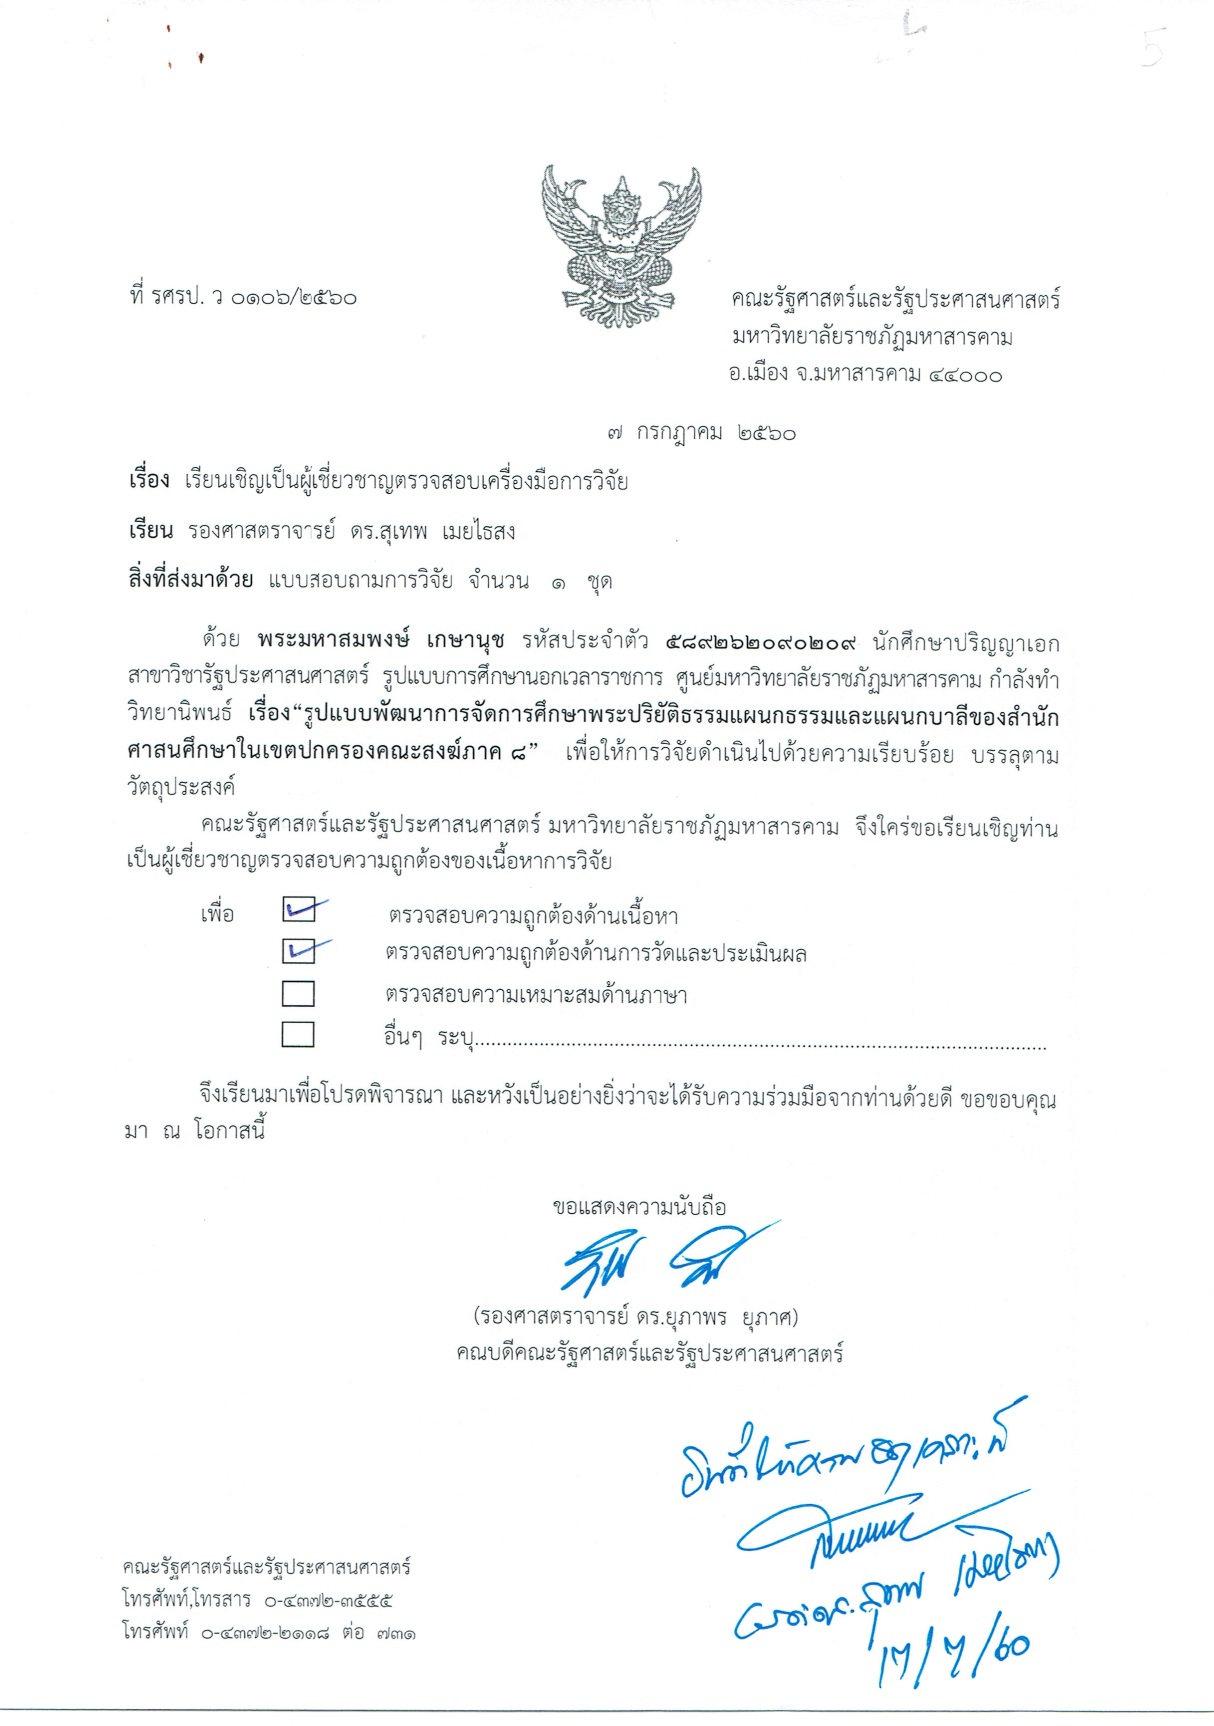 5
ที่ รศรป. ว ๐๑๐๖/๒๕๖๐
คณะรัฐศาสตร์และรัฐประศาสนศาสตร์
มหาวิทยาลัยราชภัฏมหาสารคาม
อ.เมือง จ.มหาสารคาม ๔๔๐๐๐
๗ กรกฎาคม ๒๕๖๐
เรื่อง เรียนเชิญเป็นผู้เชี่ยวชาญตรวจสอบเครื่องมือการวิจัย
เรียน รองศาสตราจารย์ ดร.สุเทพ เมยไธสง
สิ่งที่ส่งมาด้วย แบบสอบถามการวิจัย จำนวน ๑ ชุด
ด้วย พระมหาสมพงษ์ เกษานุช รหัสประจำตัว ๕๘๙๒๖๒๐๙๐๒๐๙ นักศึกษาปริญญาเอก
สาขาวิชารัฐประศาสนศาสตร์ รูปแบบการศึกษานอกเวลาราชการ ศูนย์มหาวิทยาลัยราชภัฏมหาสารคาม กำลังทำ
วิทยานิพนธ์ เรื่อง“รูปแบบพัฒนาการจัดการศึกษาพระปริยัติธรรมแผนกธรรมและแผนกบาลีของสำนัก
ศาสนศึกษาในเขตปกครองคณะสงฆ์ภาค ๘” เพื่อให้การวิจัยดำเนินไปด้วยความเรียบร้อย บรรลุตาม
วัตถุประสงค์
คณะรัฐศาสตร์และรัฐประศาสนศาสตร์ มหาวิทยาลัยราชภัฏมหาสารคาม จึงใคร่ขอเรียนเชิญท่าน
เป็นผู้เชี่ยวชาญตรวจสอบความถูกต้องของเนื้อหาการวิจัย
เพื่อ ตรวจสอบความถูกต้องด้านเนื้อหา
ตรวจสอบความถูกต้องด้านการวัดและประเมินผล
ตรวจสอบความเหมาะสมด้านภาษา
อื่นๆ ระบุ..........................................................................................................
จึงเรียนมาเพื่อโปรดพิจารณา และหวังเป็นอย่างยิ่งว่าจะได้รับความร่วมมือจากท่านด้วยดี ขอขอบคุณ
มา ณ โอกาสนี้
ขอแสดงความนับถือ
(รองศาสตราจารย์ ดร.ยุภาพร ยุภาศ)
คณบดีคณะรัฐศาสตร์และรัฐประศาสนศาสตร์
ยินดีให้ความอนุเคราะห์
คณะรัฐศาสตร์และรัฐประศาสนศาสตร์
โทรศัพท์,โทรสาร ๐-๔๓๗๒-๓๕๕๕
โทรศัพท์ ๐-๔๓๗๒-๒๑๑๘ ต่อ ๗๓๑
(รศ.ดร.สุเทพ เมยไธสง)